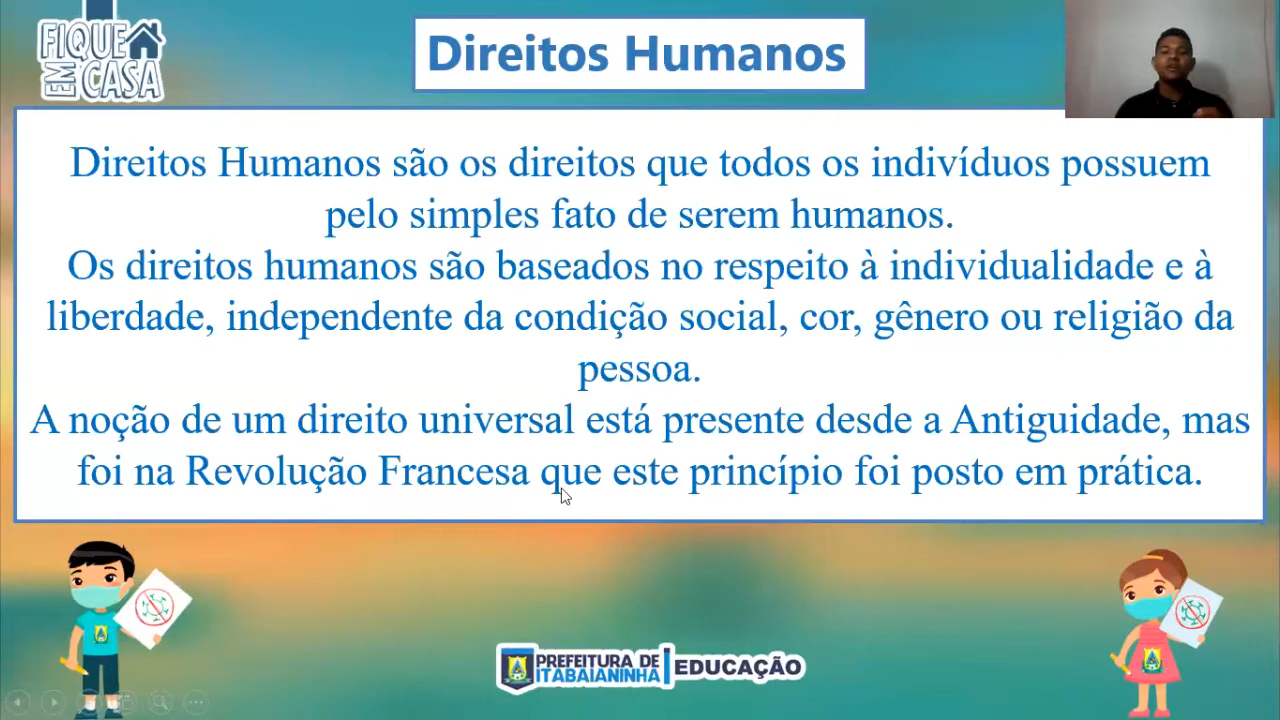 FIQUE
EM
CASA
Direitos Humanos
Direitos Humanos são os direitos que todos os indivíduos possuem
pelo simples fato de serem humanos.
Os direitos humanos são baseados no respeito à individualidade e à
liberdade, independente da condição social, cor, gênero ou religião da
pessoa.
A noção de um direito universal está presente desde a Antiguidade, mas
foi na Revolução Francesa que este princípio foi posto em prática.
PREFEITURA DE
ITABAIANINHA
EDUCAÇÃO